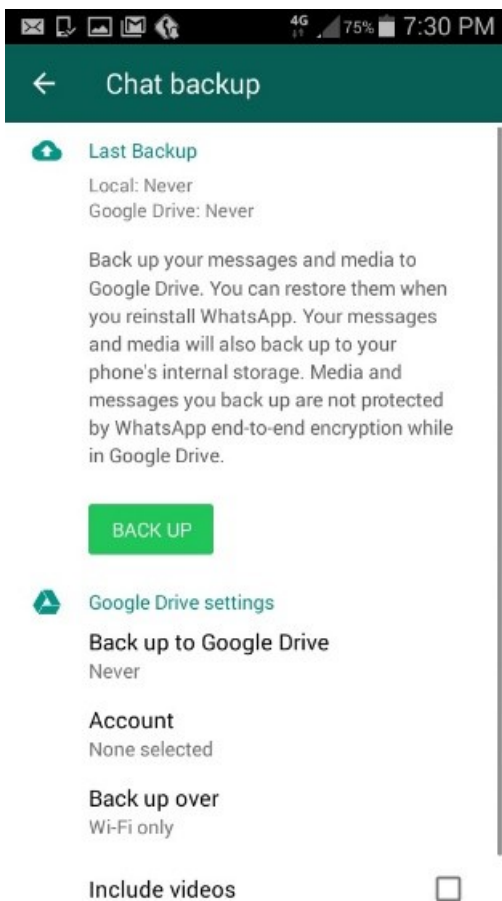 4G 75% 7:30 PM
Chat backup
Last Backup
Local: Never
Google Drive: Never
Back up your messages and media to
Google Drive. You can restore them when
you reinstall WhatsApp. Your messages
and media will also back up to your
phone's internal storage. Media and
messages you back up are not protected
by WhatsApp end-to-end encryption while
in Google Drive.
BACK UP
Google Drive settings
Back up to Google Drive
Never
Account
None selected
Back up over
Wi-Fi only
Include videos